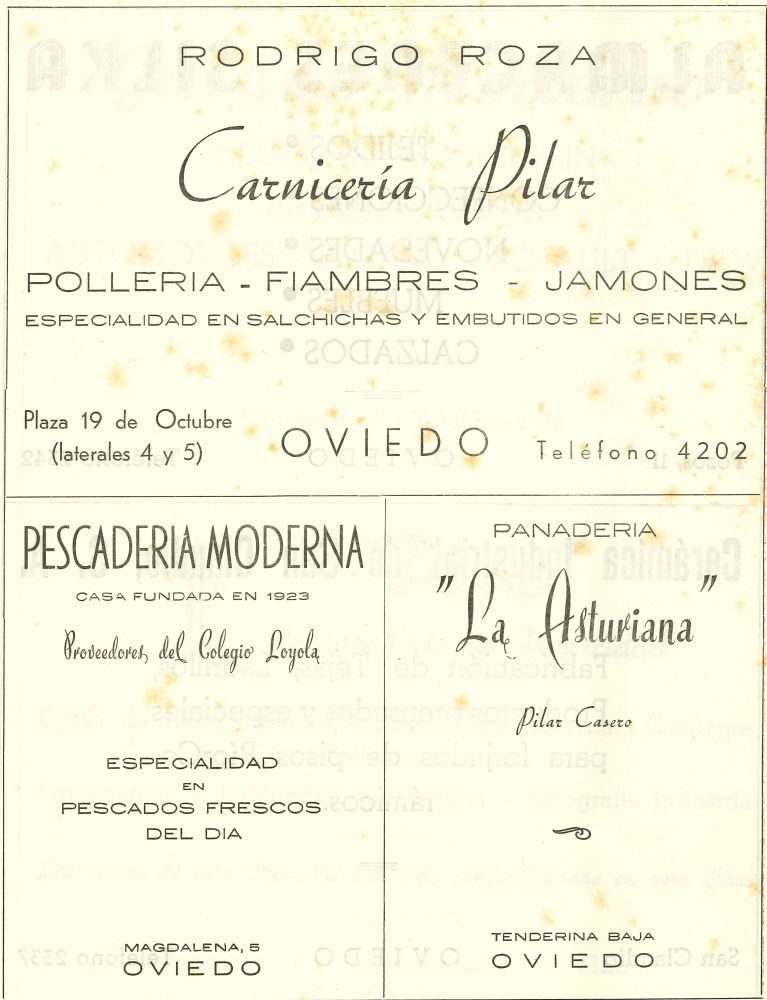 RODRIGO ROZA
Carnicería Pilar
POLLERIA - FIAMBRES - JAMONES
ESPECIALIDAD EN SALCHICHAS Y EMBUTIDOS EN GENERAL
Plaza 19 de Octubre
(laterales 4 y 5)
OVIEDO
Teléfono 4202
PESCADERIA MODERNA
CASA FUNDADA EN 1923
Proveedores del Colegio Loyola
ESPECIALIDAD
EN
PESCADOS FRESCOS
DEL DIA
MAGDALENA, 5
OVIEDO
PANADERIA
"La Asturiana"
Pilar Casero
TENDERINA BAJA
OVIEDO